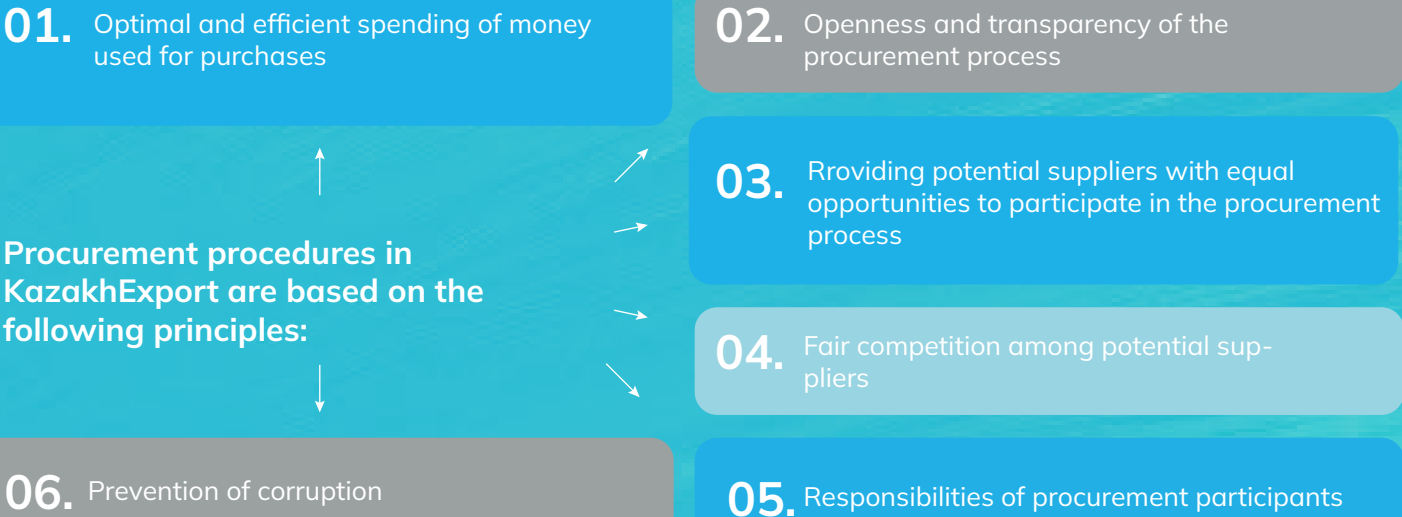 01. Optimal and efficient spending of money
used for purchases
02. Openness and transparency of the
procurement process
Procurement procedures in
KazakhExport are based on the
following principles:
03. Rroviding potential suppliers with equal
opportunities to participate in the procurement
process
04. Fair competition among potential sup-
pliers
05. Responsibilities of procurement participants
06. Prevention of corruption